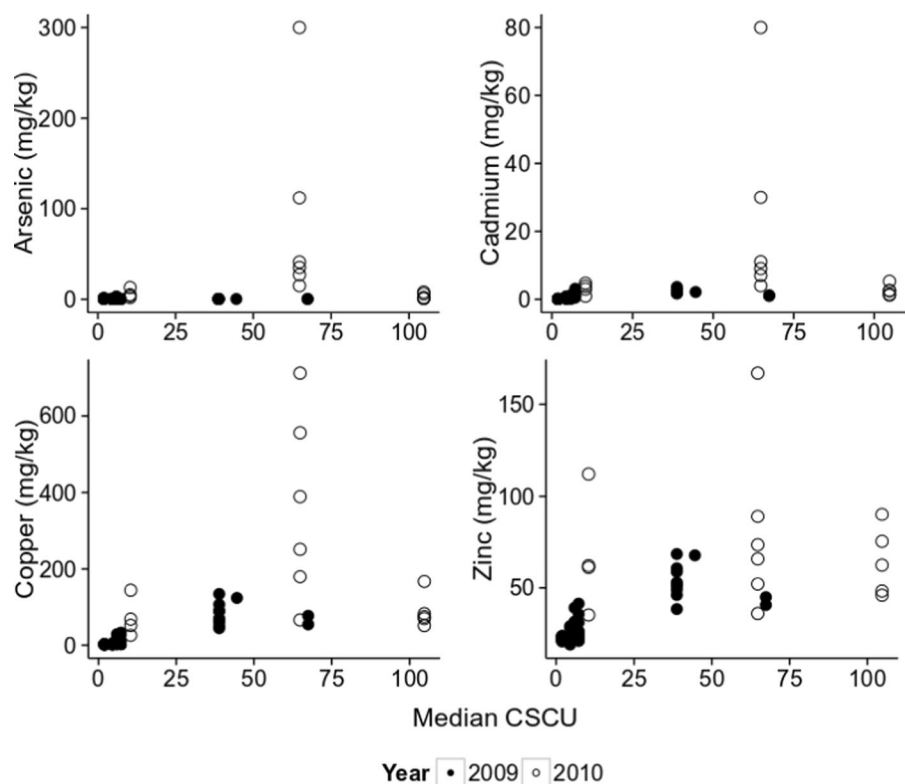 Arsenic (mg/kg)
300
200
100
0
0 25 50 75 100
Cadmium (mg/kg)
80
60
40
20
0
0 25 50 75 100
Copper (mg/kg)
600
400
200
0
0 25 50 75 100
Zinc (mg/kg)
150
100
50
0 25 50 75 100
Median CSCU
Year 2009 2010